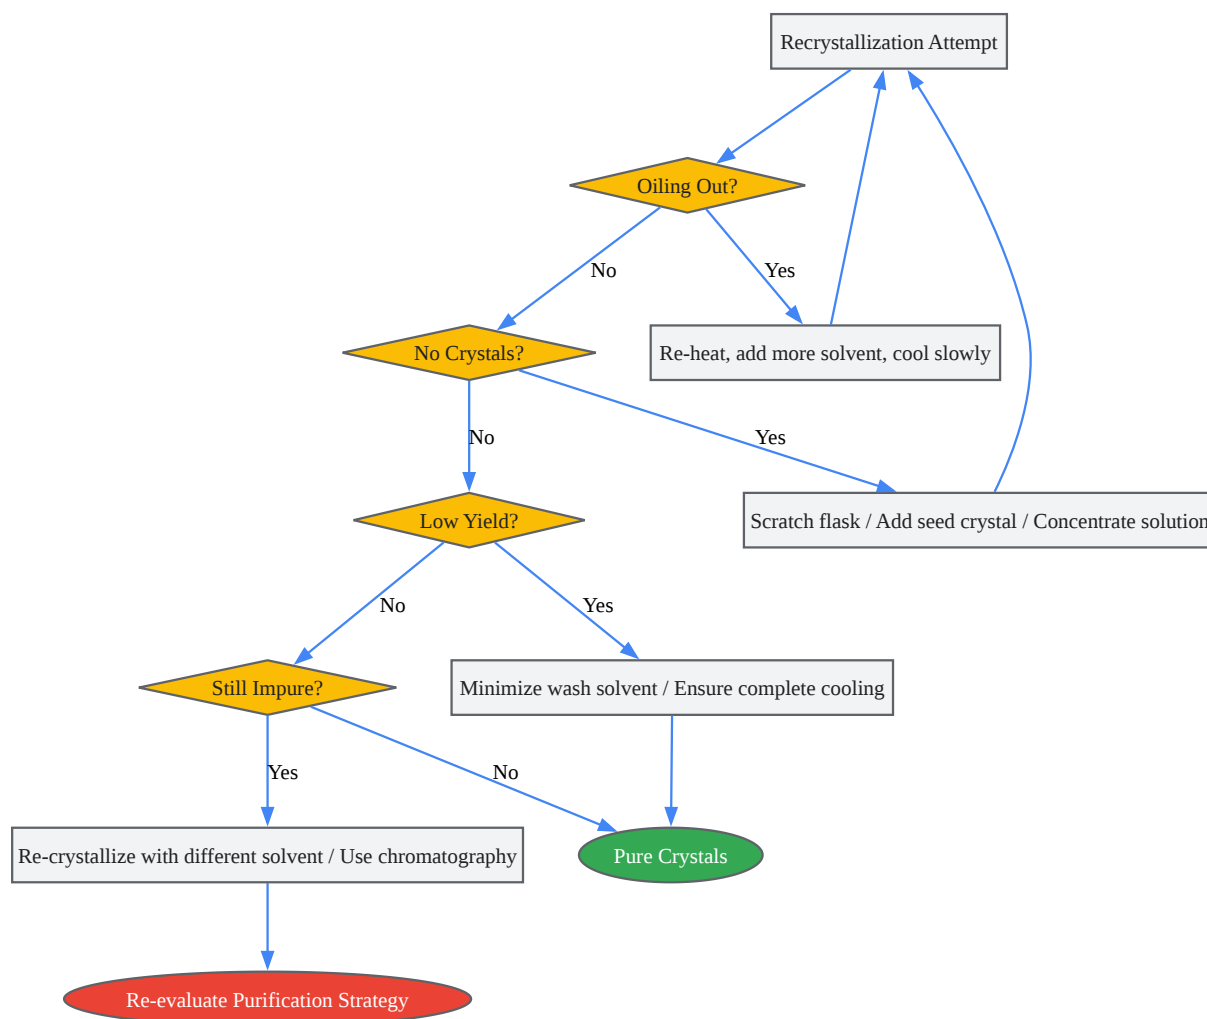 Recrystallization Attempt
Oiling Out?
No
Yes
No Crystals?
Re-heat, add more solvent, cool slowly
No
Yes
Low Yield?
Scratch flask / Add seed crystal / Concentrate solution
No
Yes
Still Impure?
Minimize wash solvent / Ensure complete cooling
Yes
No
Re-crystallize with different solvent / Use chromatography
Pure Crystals
Re-evaluate Purification Strategy